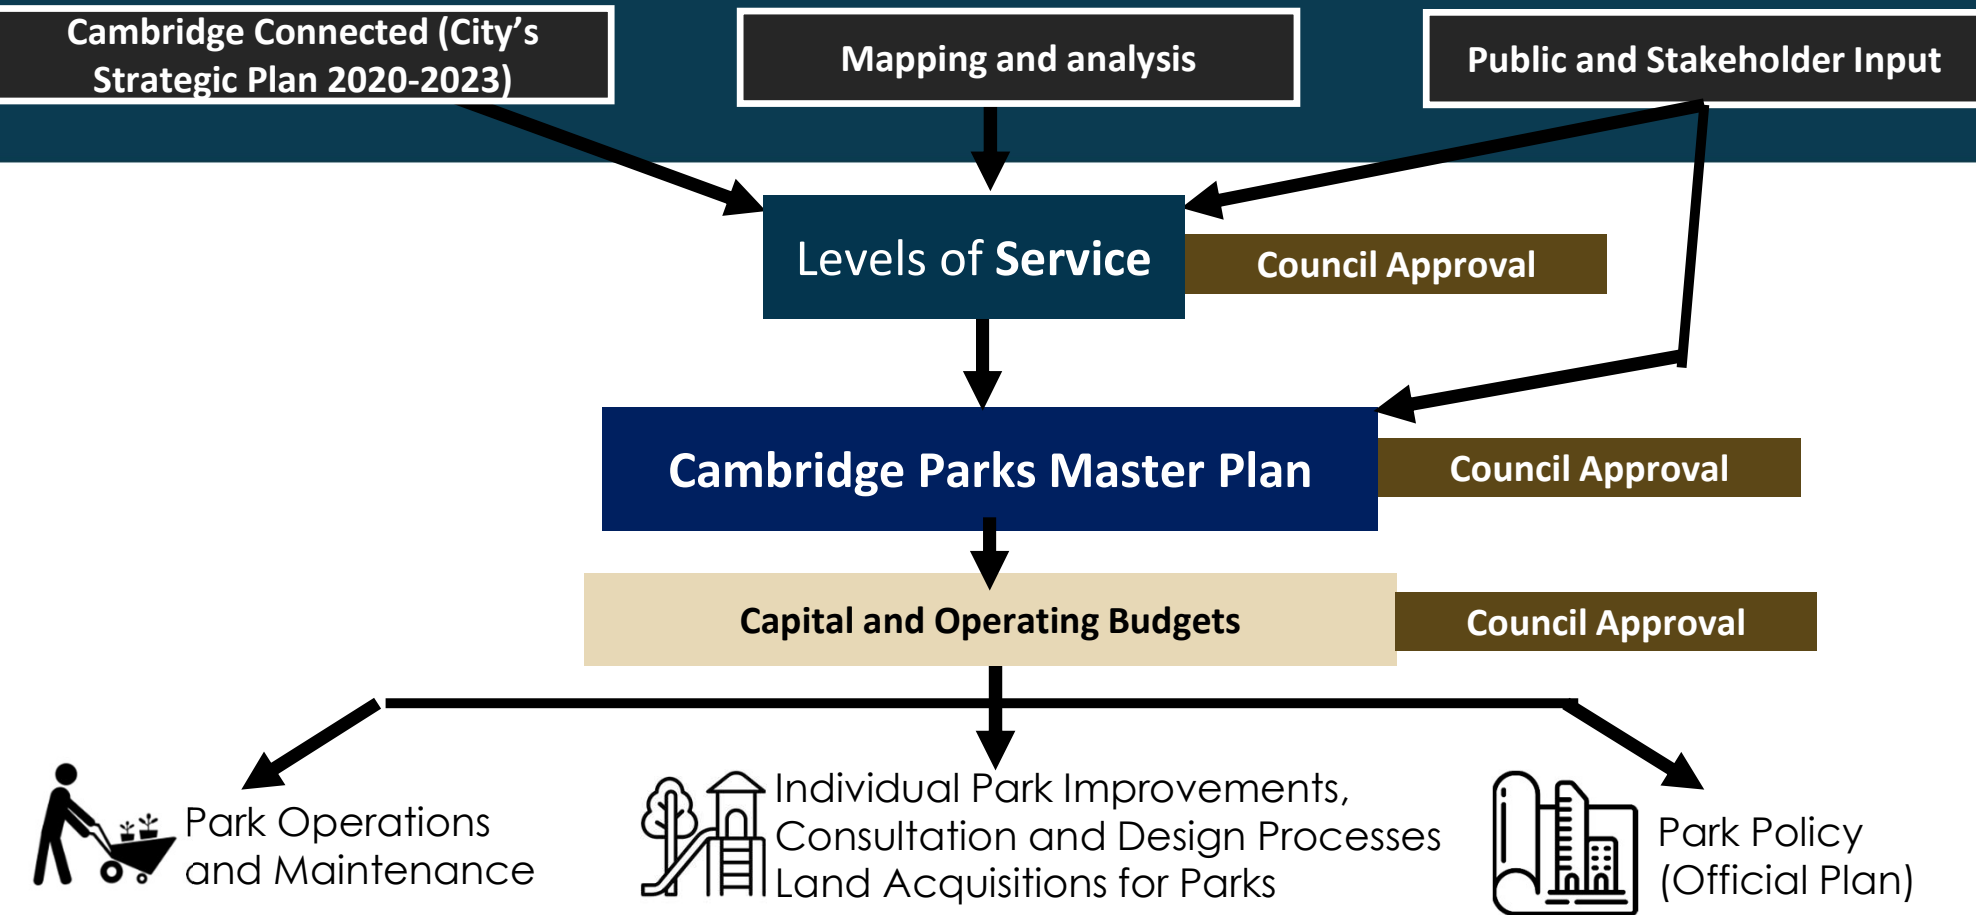 Cambridge Connected (City’s
Strategic Plan 2020-2023)
Mapping and analysis
Public and Stakeholder Input
Levels of Service
Council Approval
Cambridge Parks Master Plan
Council Approval
Capital and Operating Budgets
Council Approval
Park Operations
and Maintenance
Individual Park Improvements,
Consultation and Design Processes
Land Acquisitions for Parks
Park Policy
(Official Plan)